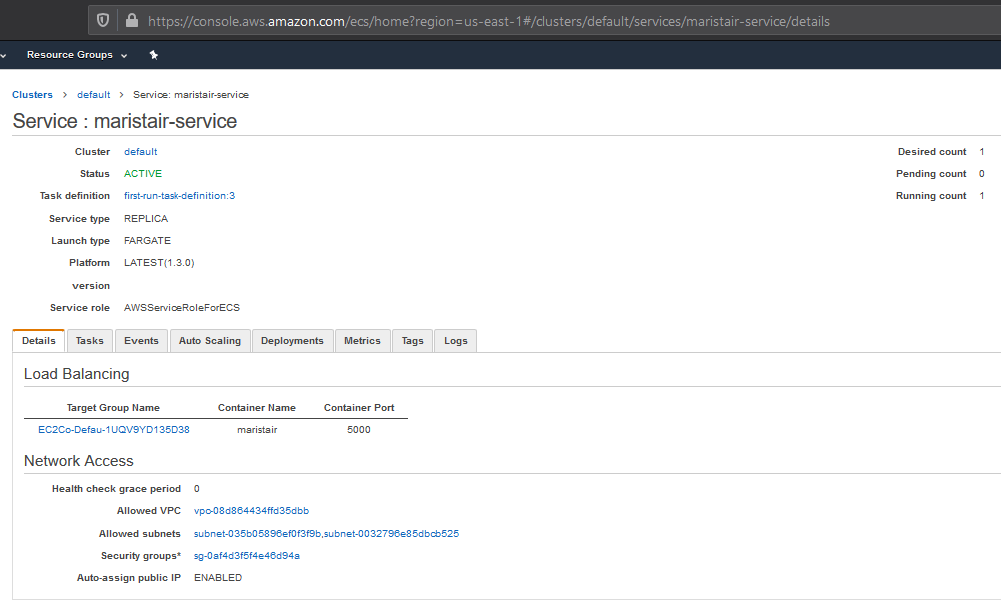 https://console.aws.amazon.com/ecs/home?region=us-east-1#/clusters/default/services/maristair-service/details
Resource Groups
Clusters > default > Service: maristair-service
Service : maristair-service
Cluster default
Desired count 1
Status ACTIVE
Pending count 0
Task definition first-run-task-definition:3
Running count 1
Service type REPLICA
Launch type FARGATE
Platform LATEST(1.3.0)
version
Service role AWSServiceRoleForECS
Details Tasks Events Auto Scaling Deployments Metrics Tags Logs
Load Balancing
Target Group Name Container Name Container Port
EC2Co-Defau-1UQV9YD135D38 maristair 5000
Network Access
Health check grace period 0
Allowed VPC vpc-08d864434ffd35dbb
Allowed subnets subnet-035b05896ef0f3f9b,subnet-0032796e85dbcb525
Security groups* sg-0af4d3f5f4e46d94a
Auto-assign public IP ENABLED